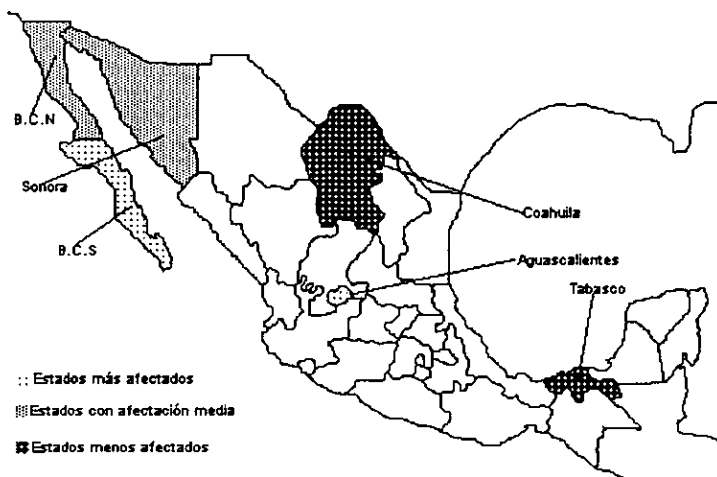 B.C.N
Sonora
B.C.S
Coahuila
Aguascalientes
Tabasco
Estados más afectados
Estados con afectación media
Estados menos afectados